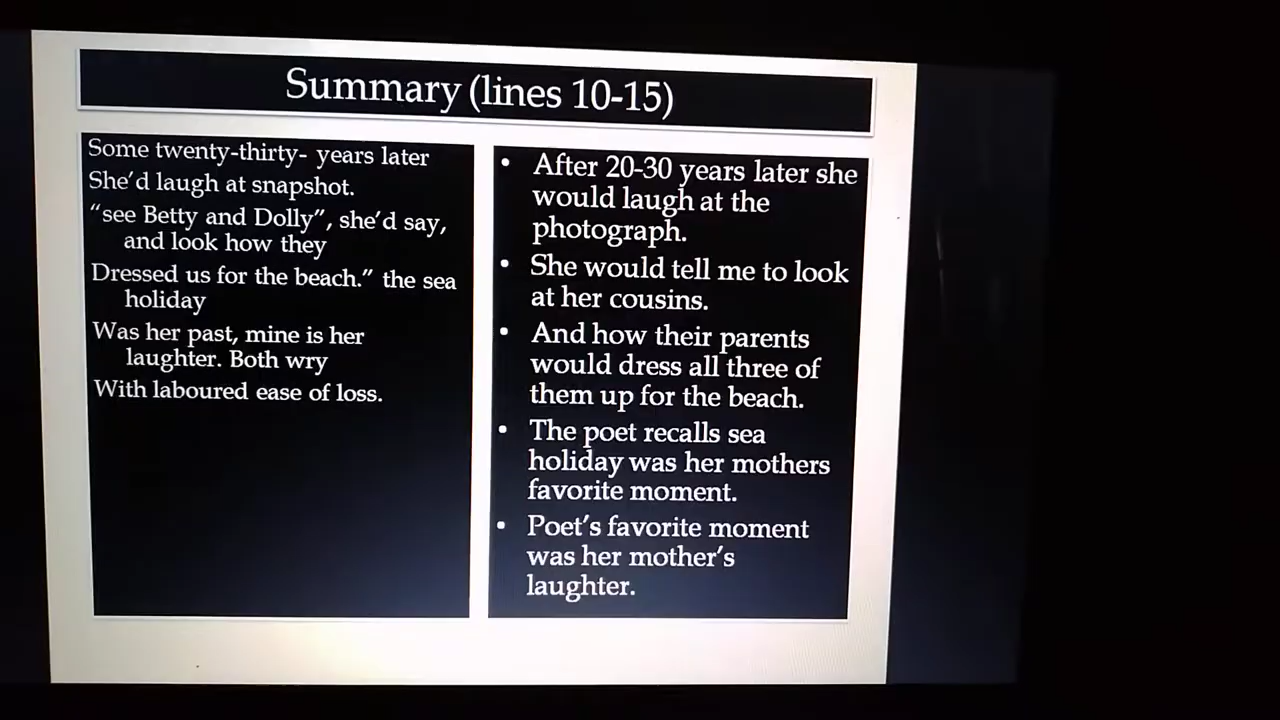 Summary (lines 10-15)
Some twenty-thirty- years later
She'd laugh at snapshot.
“see Betty and Dolly”, she'd say,
and look how they
Dressed us for the beach.” the sea
holiday
Was her past, mine is her
laughter. Both wry
With laboured ease of loss.
• After 20-30 years later she
would laugh at the
photograph.
• She would tell me to look
at her cousins.
• And how their parents
would dress all three of
them up for the beach.
• The poet recalls sea
holiday was her mothers
favorite moment.
• Poet's favorite moment
was her mother's
laughter.